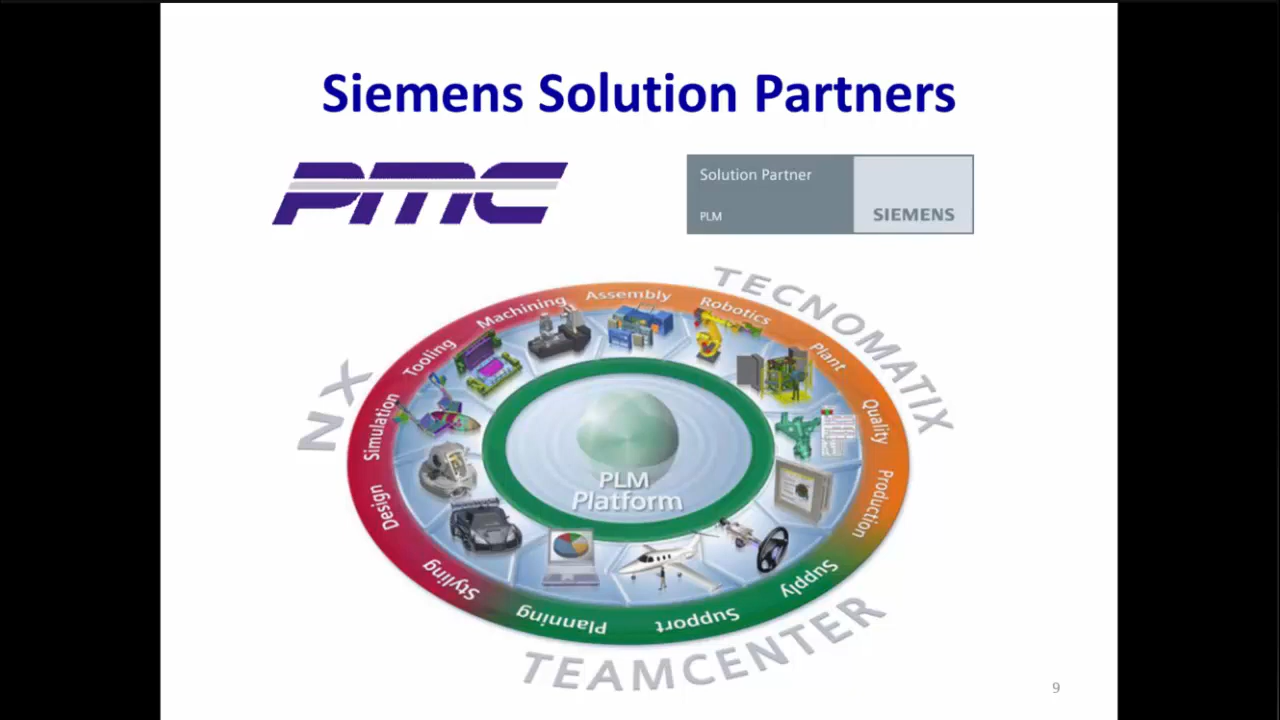 Siemens Solution Partners
PMC
Solution Partner
PLM
SIEMENS
TECNOMATIX
NX
TEAMCENTER
Machining
Assembly
Robotics
Plant
Quality
Production
Supply
Support
Planning
Styling
Design
Simulation
Tooling
PLM
Platform
9